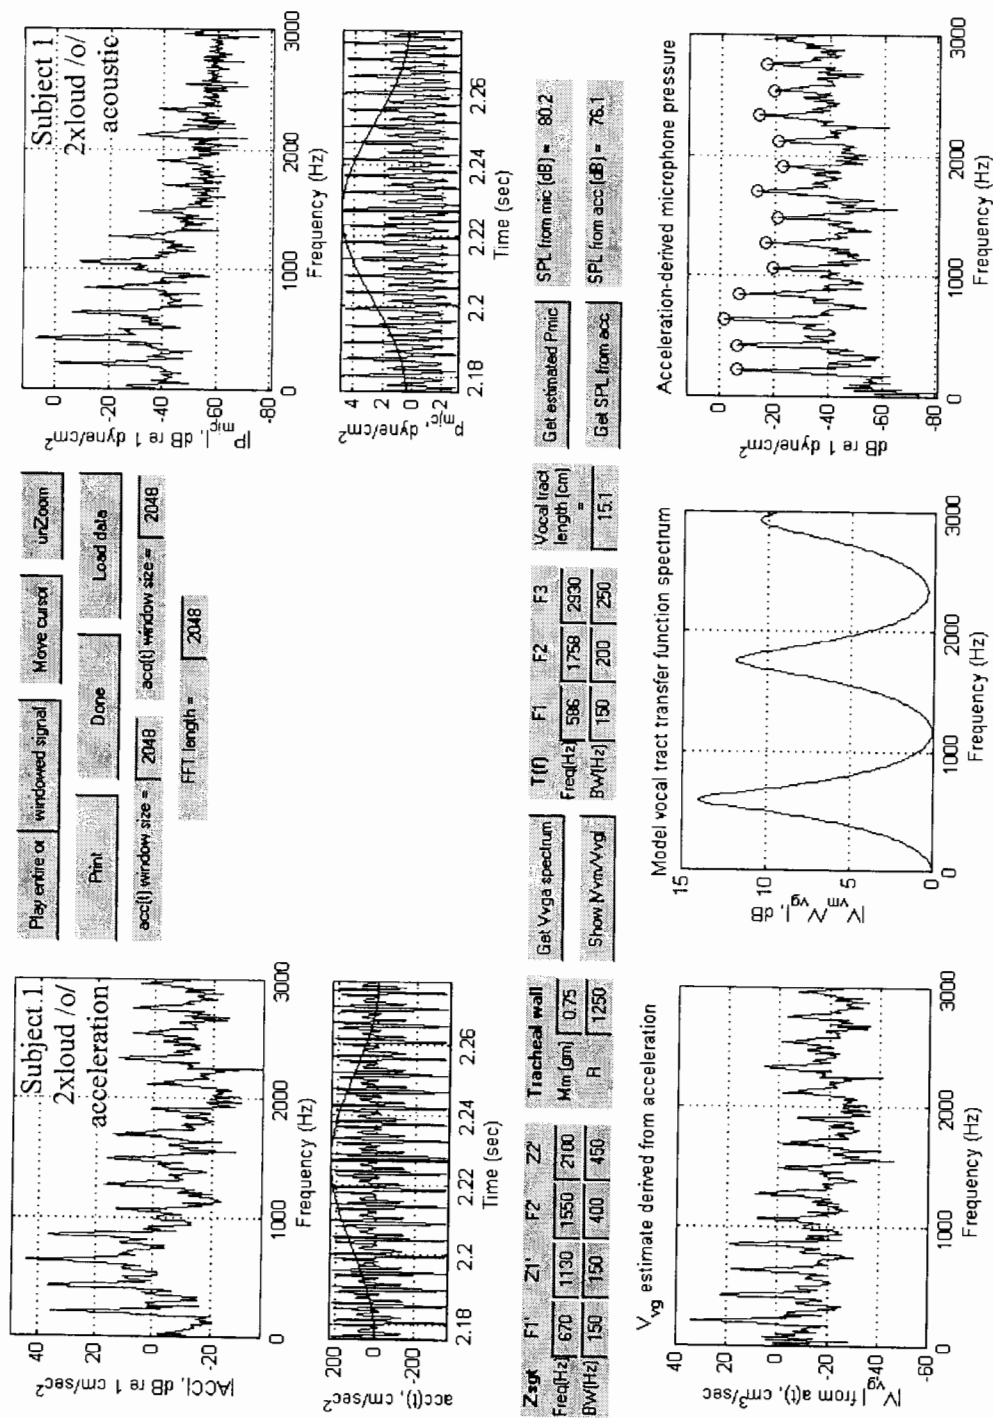 Subject 1
2xloud /o/
acceleration
|ACC|, dB re 1 cm/sec²
40
20
0
-20
0
1000
2000
3000
Frequency (Hz)
Play entire or
windowed signal
Move cursor
unZoom
Print
Done
Load data
acc(t) window size =
2048
acc(t) window size =
2048
FFT length =
2048
Subject 1
2xloud /o/
acoustic
|P mic|, dB re 1 dyne/cm²
0
-20
-40
-60
-80
0
1000
2000
3000
Frequency (Hz)
acc(t), cm/sec²
200
0
-200
2.18
2.2
2.22
2.24
2.26
Time (sec)
P mic, dyne/cm²
4
2
0
2
2.18
2.2
2.22
2.24
2.26
Time (sec)
Zsgt F1' Z1' F2' Z2'
Freq(Hz) 670 1130 1550 2100
BW(Hz) 150 150 400 450
Tracheal wall
Mm (gm) 0.75
R 1250
Get Vvga spectrum
Show |Vvm/Vvg|
T(f) F1 F2 F3
Freq(Hz) 586 1758 2930
BW(Hz) 150 200 250
Vocal tract
length (cm)
=
15.1
Get estimated Pmic
Get SPL from acc
SPL from mic (dB) = 80.2
SPL from acc (dB) = 76.1
V vg estimate derived from acceleration
|V vg| from a(t), cm³/sec
40
20
0
-20
-40
-60
0
1000
2000
3000
Frequency (Hz)
Model vocal tract transfer function spectrum
|V vm/V vg|, dB
15
10
5
0
0
1000
2000
3000
Frequency (Hz)
Acceleration-derived microphone pressure
dB re 1 dyne/cm²
0
-20
-40
-60
-80
0
1000
2000
3000
Frequency (Hz)